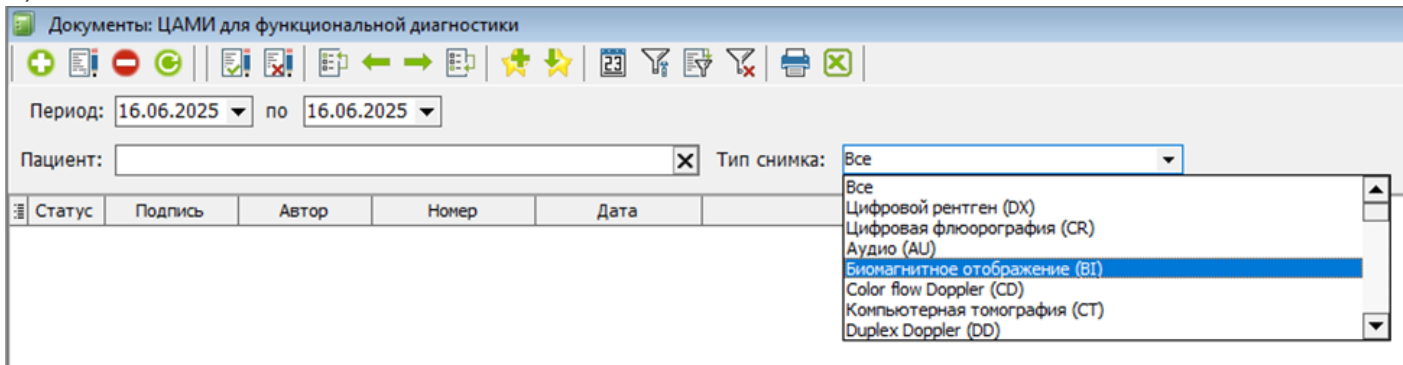 Документы: ЦАМИ для функциональной диагностики
23
Период: 16.06.2025 по 16.06.2025
Пациент: Тип снимка: Все
Статус Подпись Автор Номер Дата
Все
Цифровой рентген (DX)
Цифровая флюорография (CR)
Аудио (AU)
Биомагнитное отображение (BI)
Color flow Doppler (CD)
Компьютерная томография (CT)
Duplex Doppler (DD)